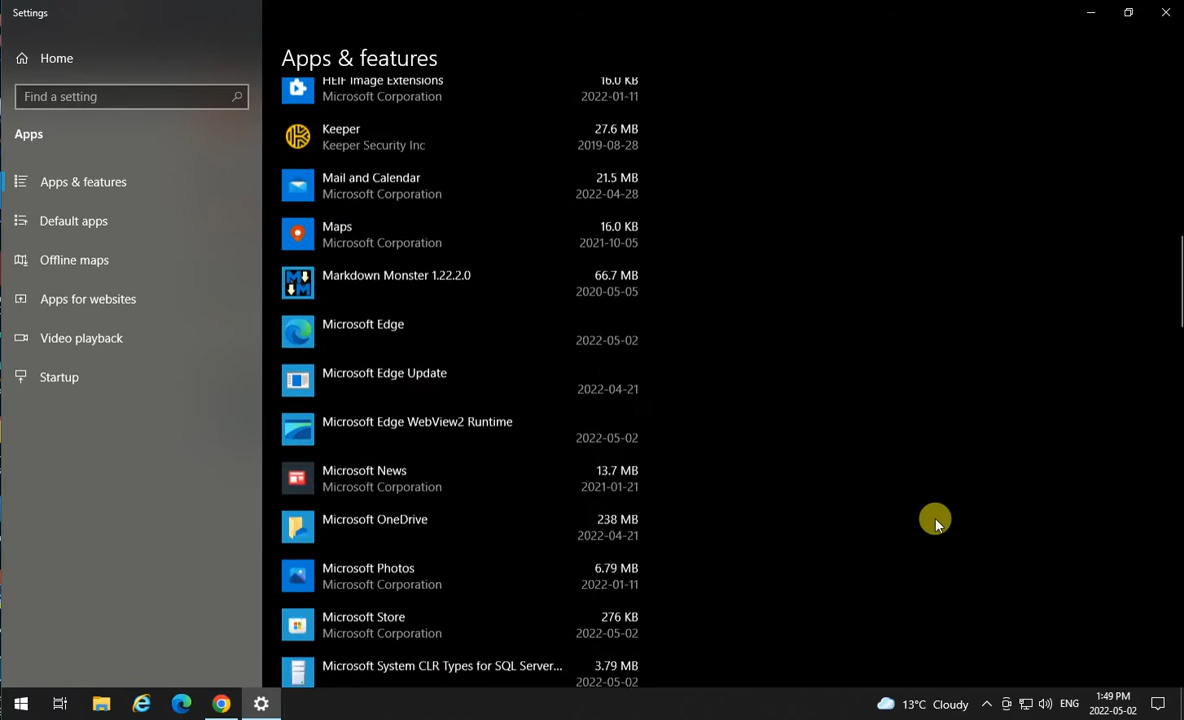 Settings
Home
Find a setting
Apps
Apps & features
Default apps
Offline maps
Apps for websites
Video playback
Startup
Apps & features
HEIF Image Extensions 16.0 KB
Microsoft Corporation 2022-01-11
Keeper 27.6 MB
Keeper Security Inc 2019-08-28
Mail and Calendar 21.5 MB
Microsoft Corporation 2022-04-28
Maps 16.0 KB
Microsoft Corporation 2021-10-05
Markdown Monster 1.22.2.0 66.7 MB
2020-05-05
Microsoft Edge
2022-05-02
Microsoft Edge Update
2022-04-21
Microsoft Edge WebView2 Runtime
2022-05-02
Microsoft News 13.7 MB
Microsoft Corporation 2021-01-21
Microsoft OneDrive 238 MB
2022-04-21
Microsoft Photos 6.79 MB
Microsoft Corporation 2022-01-11
Microsoft Store 276 KB
Microsoft Corporation 2022-05-02
Microsoft System CLR Types for SQL Server... 3.79 MB
2022-05-02
13°C Cloudy ENG 1:49 PM
2022-05-02